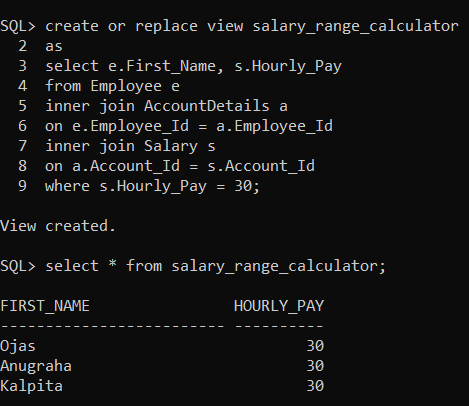 SQL> create or replace view salary_range_calculator
  2  as
  3  select e.First_Name, s.Hourly_Pay
  4  from Employee e
  5  inner join AccountDetails a
  6  on e.Employee_Id = a.Employee_Id
  7  inner join Salary s
  8  on a.Account_Id = s.Account_Id
  9  where s.Hourly_Pay = 30;
View created.
SQL> select * from salary_range_calculator;
FIRST_NAME                HOURLY_PAY
------------------------- ----------
Ojas                              30
Anugraha                          30
Kalpita                           30